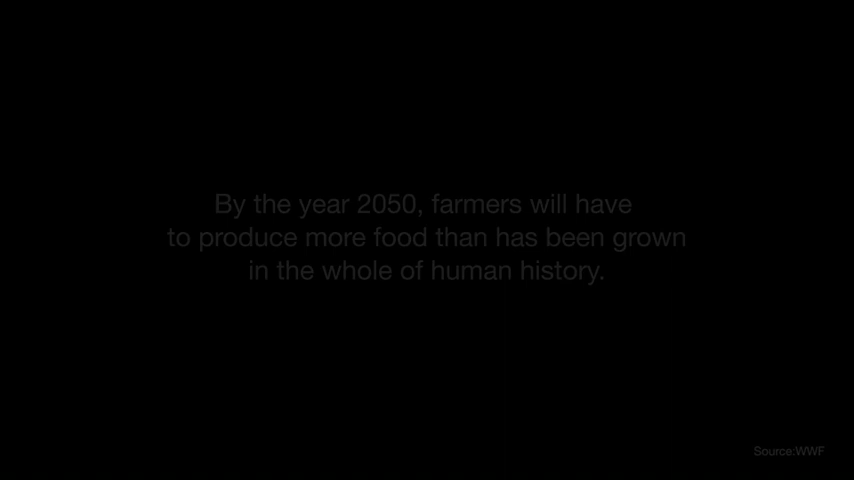 By the year 2050, farmers will have
to produce more food than has been grown
in the whole of human history.
Source:WWF